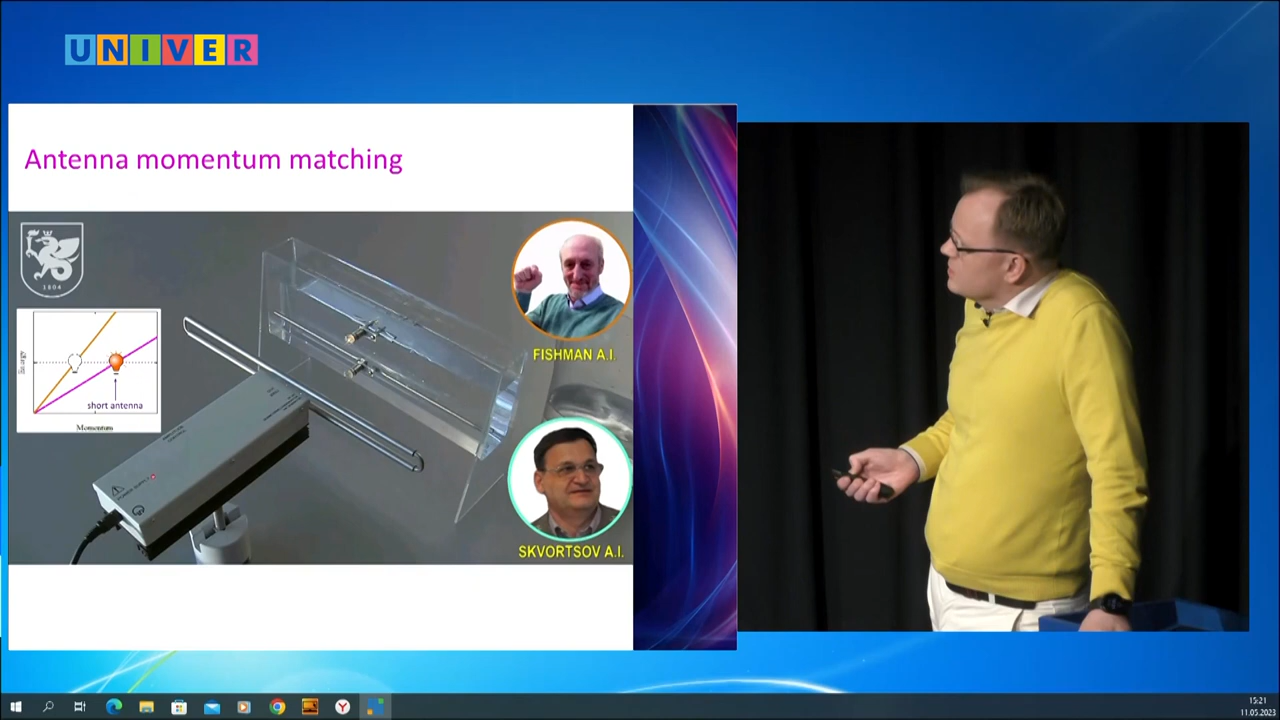 UNIVER
Antenna momentum matching
1804
FISHMAN A.I.
Energy
short antenna
Momentum
SKVORTSOV A.I.
15:21
11.05.2023